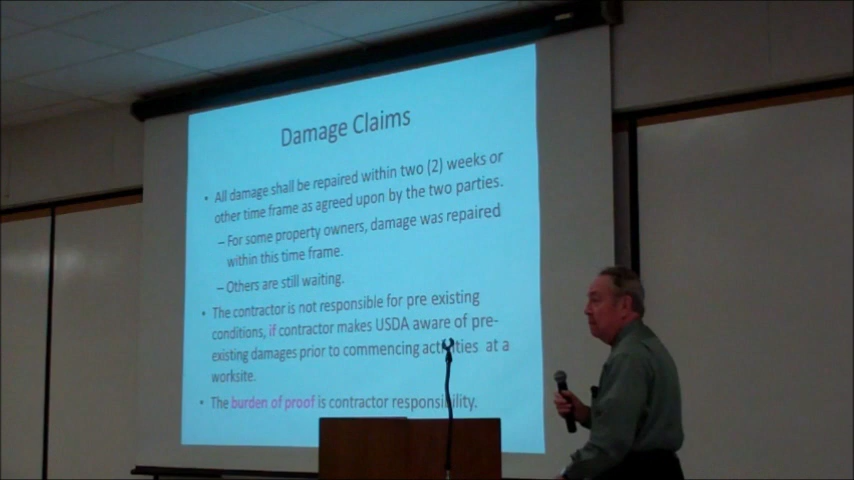 Damage Claims
• All damage shall be repaired within two (2) weeks or
other time frame as agreed upon by the two parties.
– For some property owners, damage was repaired
within this time frame.
– Others are still waiting.
• The contractor is not responsible for pre existing
conditions, if contractor makes USDA aware of pre-
existing damages prior to commencing activities at a
worksite.
• The burden of proof is contractor responsibility.